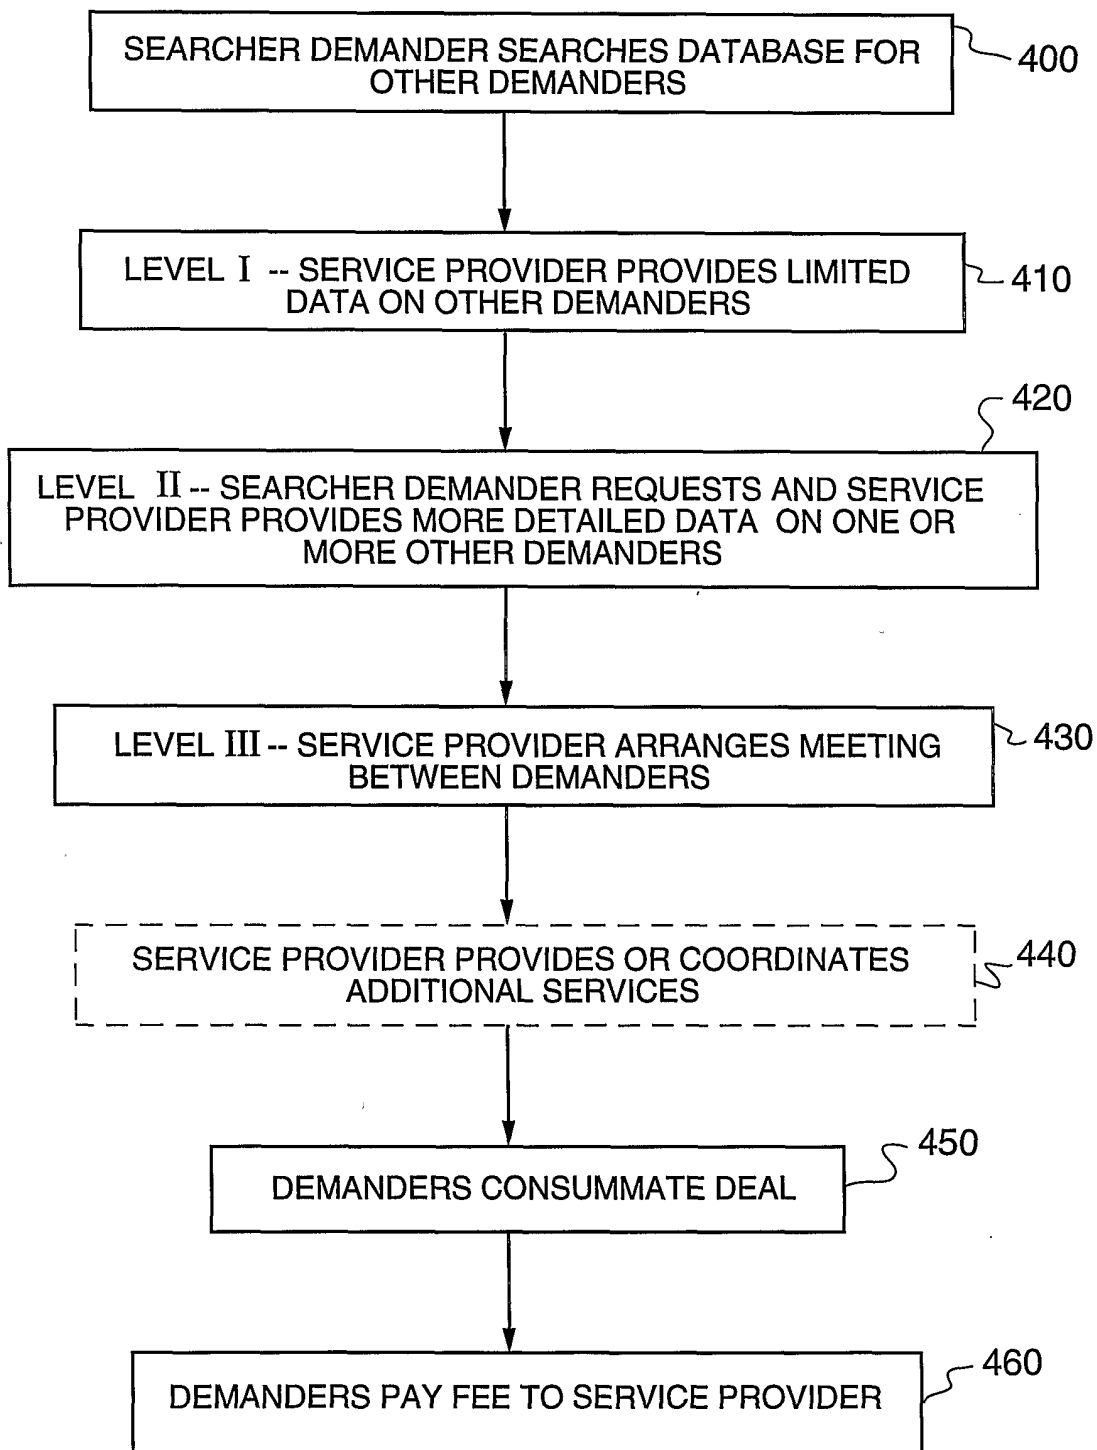 SEARCHER DEMANDER SEARCHES DATABASE FOR
OTHER DEMANDERS
400
LEVEL I -- SERVICE PROVIDER PROVIDES LIMITED
DATA ON OTHER DEMANDERS
410
420
LEVEL II -- SEARCHER DEMANDER REQUESTS AND SERVICE
PROVIDER PROVIDES MORE DETAILED DATA ON ONE OR
MORE OTHER DEMANDERS
LEVEL III -- SERVICE PROVIDER ARRANGES MEETING
BETWEEN DEMANDERS
430
SERVICE PROVIDER PROVIDES OR COORDINATES
ADDITIONAL SERVICES
440
450
DEMANDERS CONSUMMATE DEAL
460
DEMANDERS PAY FEE TO SERVICE PROVIDER